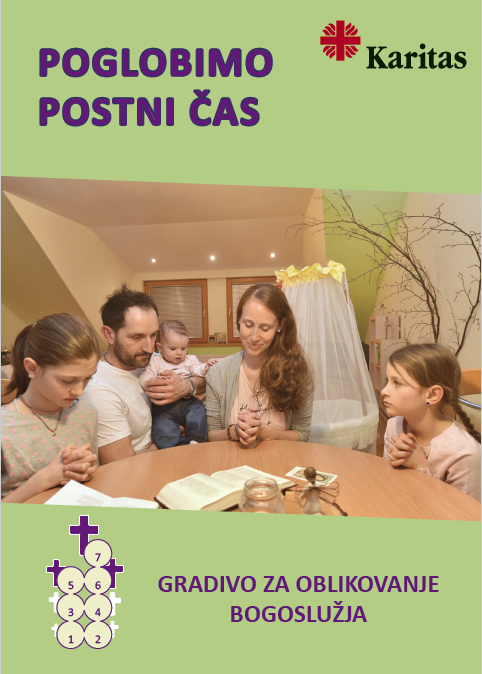 POGLOBIMO
POSTNI ČAS
Karitas
7
5 6
3 4
1 2
GRADIVO ZA OBLIKOVANJE
BOGOSLUŽJA